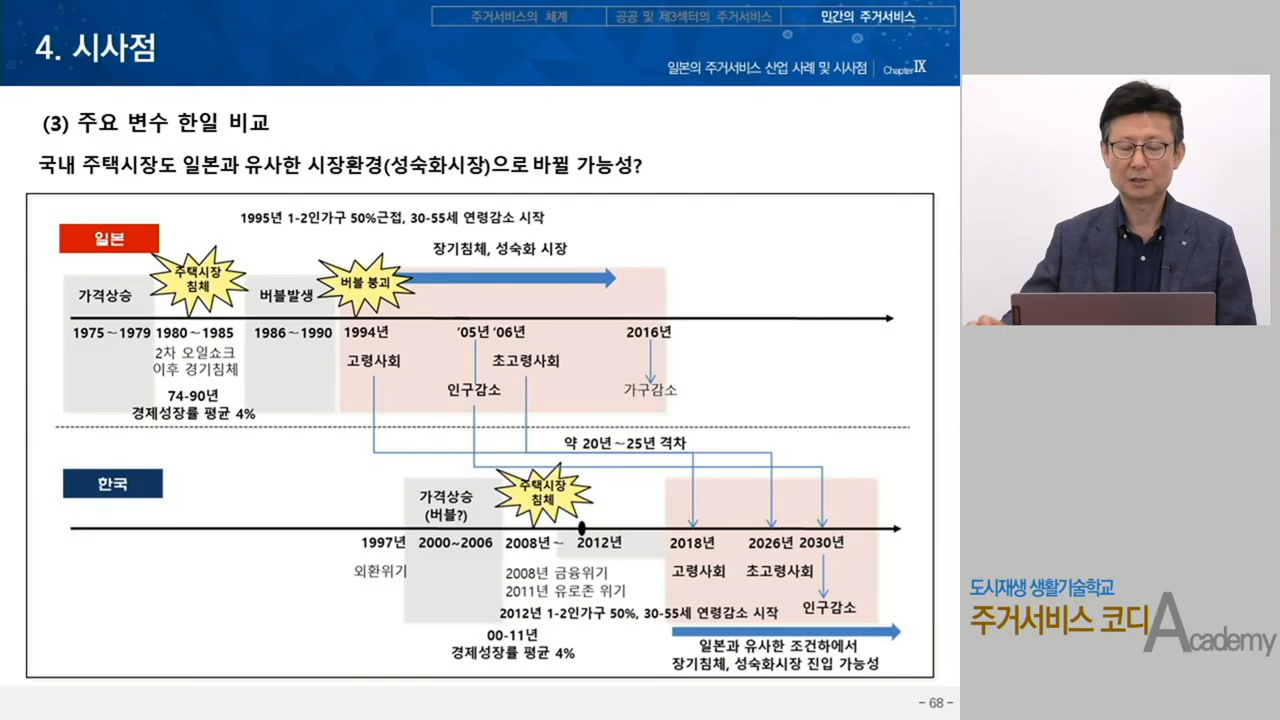 주거서비스의 체계
공공 및 제3섹터의 주거서비스
민간의 주거서비스
4. 시사점
일본의 주거서비스 산업 사례 및 시사점 Chapter IX
(3) 주요 변수 한일 비교
국내 주택시장도 일본과 유사한 시장환경(성숙화시장)으로 바뀔 가능성?
1995년 1-2인가구 50%근접, 30-55세 연령감소 시작
일본
장기침체, 성숙화 시장
주택시장
침체
버블 붕괴
가격상승
버블발생
1975~1979 1980~1985 1986~1990 1994년 '05년 '06년 2016년
2차 오일쇼크
이후 경기침체
고령사회
초고령사회
인구감소
가구감소
74-90년
경제성장률 평균 4%
약 20년~25년 격차
한국
가격상승
(버블?)
주택시장
침체
1997년 2000~2006 2008년~ 2012년 2018년 2026년 2030년
외환위기
2008년 금융위기
2011년 유로존 위기
고령사회
초고령사회
인구감소
2012년 1-2인가구 50%, 30-55세 연령감소 시작
00-11년
경제성장률 평균 4%
일본과 유사한 조건하에서
장기침체, 성숙화시장 진입 가능성
- 68 -
도시재생 생활기술학교
주거서비스 코디 Academy